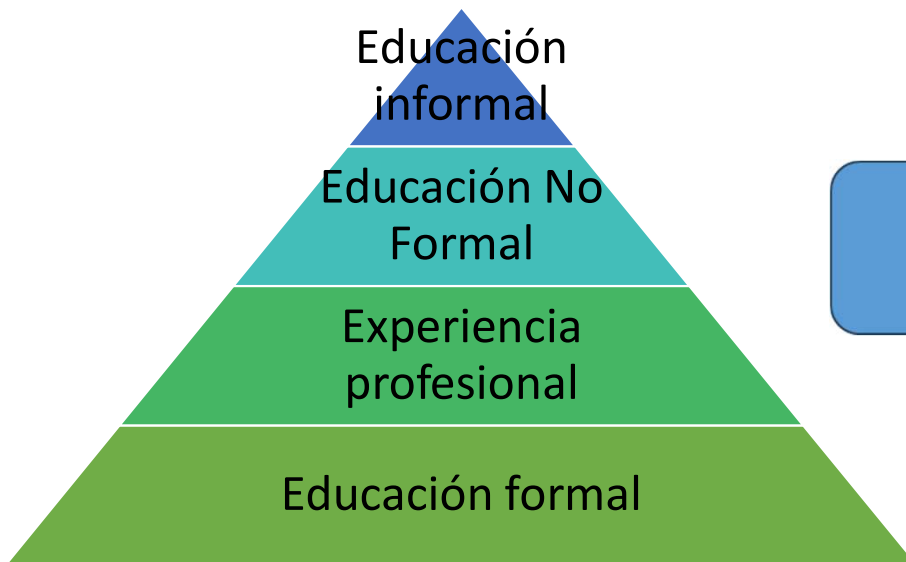 Educación
informal
Educación No
Formal
Experiencia
profesional
Educación formal